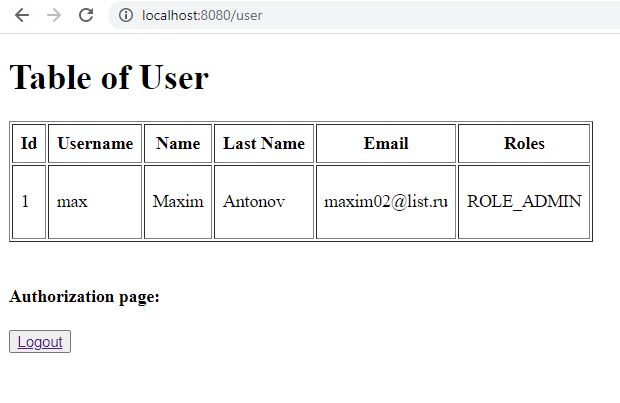 localhost:8080/user
Table of User
Id Username Name Last Name Email Roles
1 max Maxim Antonov maxim02@list.ru ROLE_ADMIN
Authorization page:
Logout